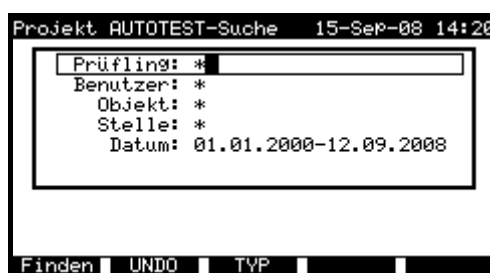 Projekt AUTOTEST-Suche 15-Sep-08 14:20
Prüfling: *
Benutzer: *
Objekt: *
Stelle: *
Datum: 01.01.2000-12.09.2008
Finden UNDO TYP